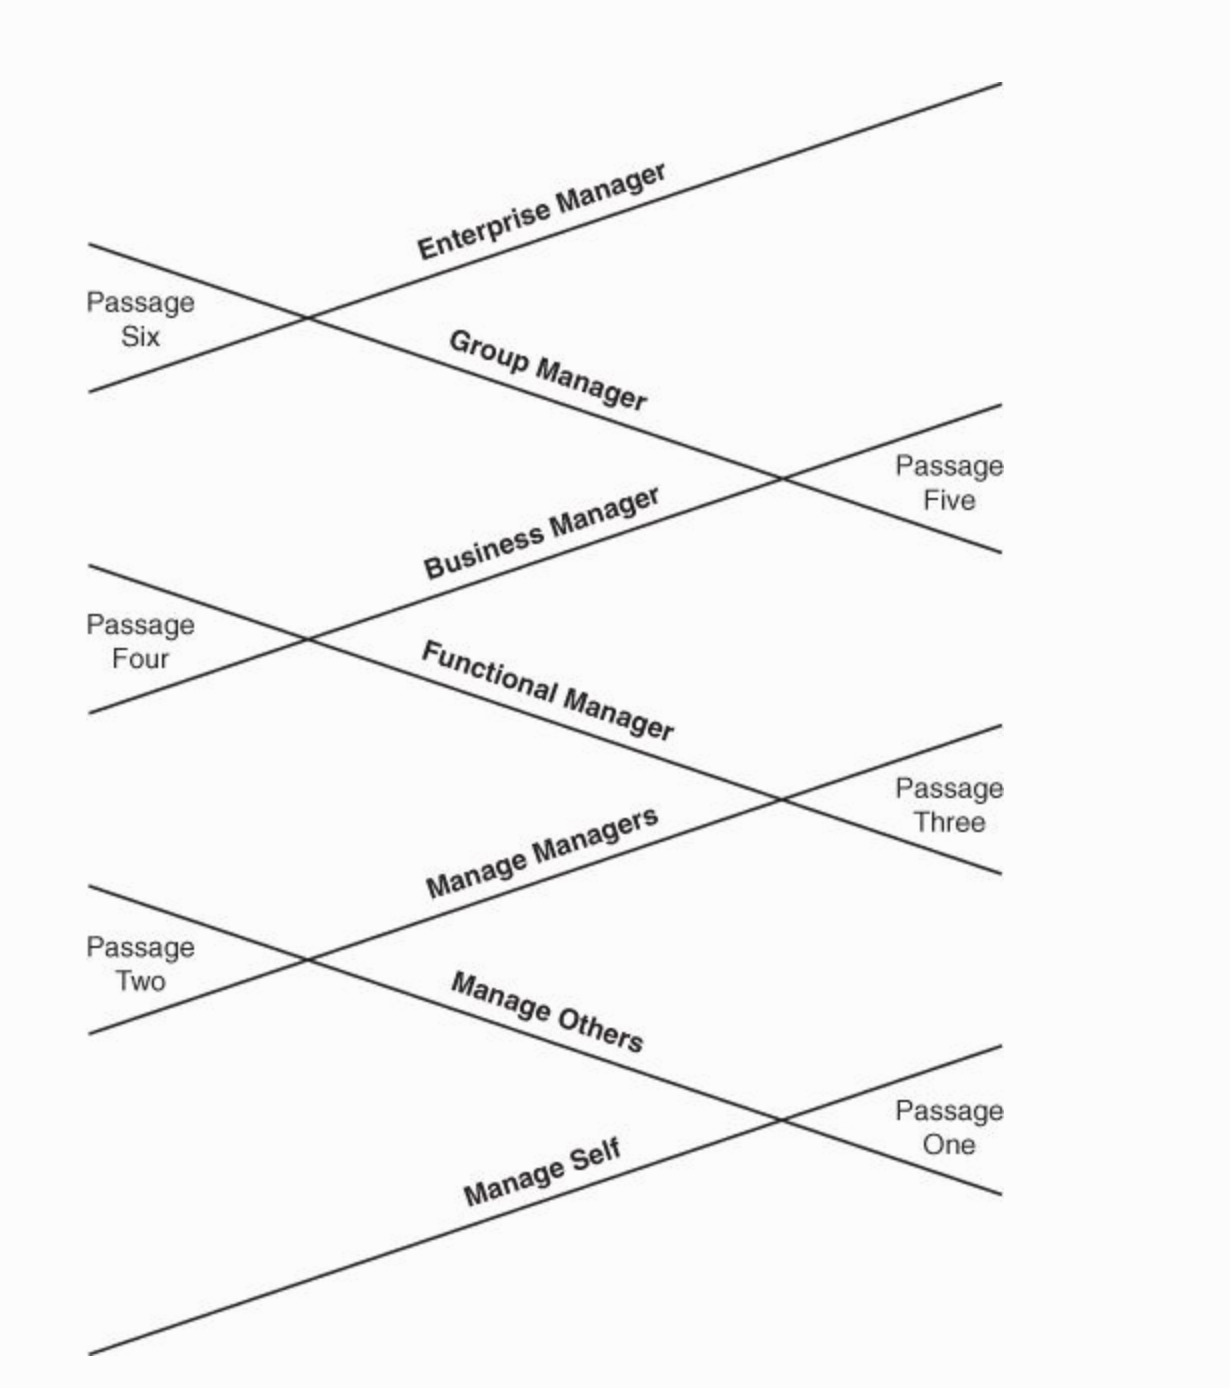 Enterprise Manager
Passage
Six
Group Manager
Passage
Five
Business Manager
Passage
Four
Functional Manager
Passage
Three
Manage Managers
Passage
Two
Manage Others
Passage
One
Manage Self